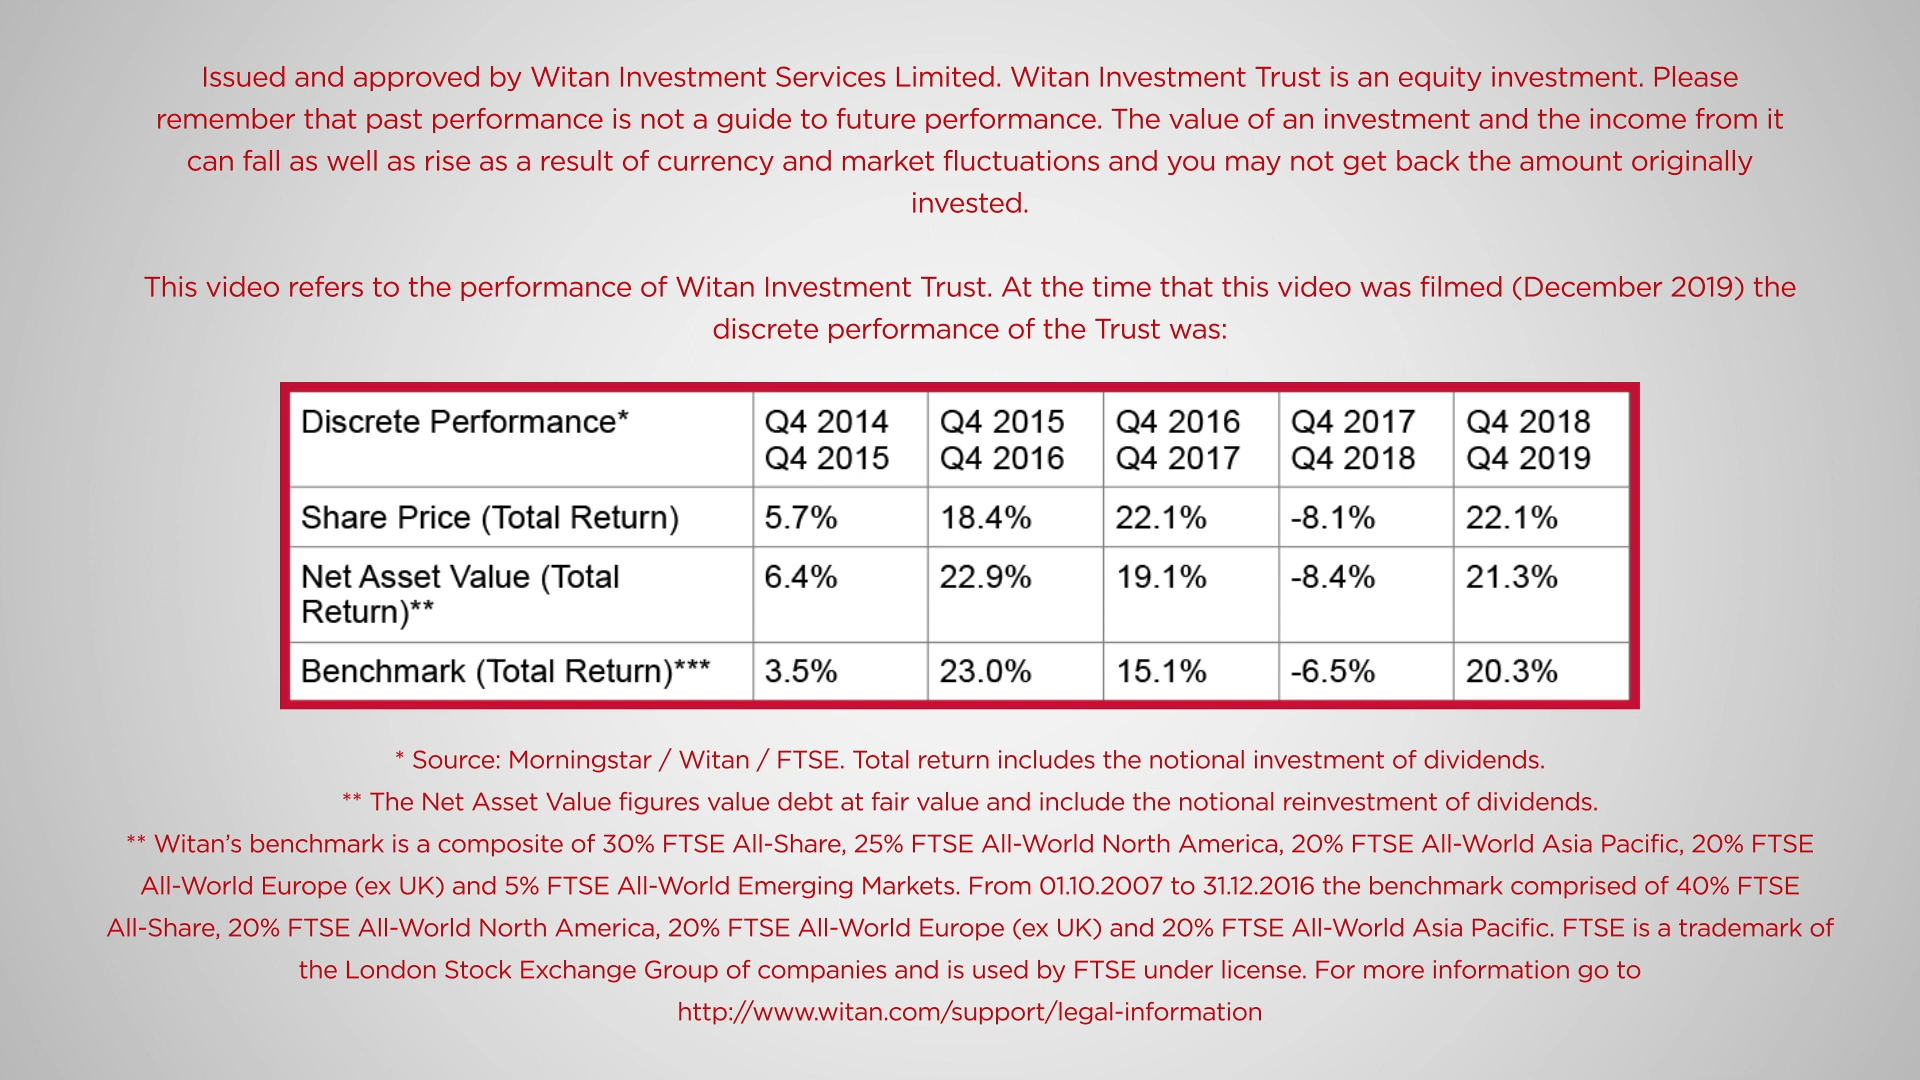 Issued and approved by Witan Investment Services Limited. Witan Investment Trust is an equity investment. Please
remember that past performance is not a guide to future performance. The value of an investment and the income from it
can fall as well as rise as a result of currency and market fluctuations and you may not get back the amount originally
invested.
This video refers to the performance of Witan Investment Trust. At the time that this video was filmed (December 2019) the
discrete performance of the Trust was:
Discrete Performance* Q4 2014 Q4 2015 Q4 2016 Q4 2017 Q4 2018
Q4 2015 Q4 2016 Q4 2017 Q4 2018 Q4 2019
Share Price (Total Return) 5.7% 18.4% 22.1% -8.1% 22.1%
Net Asset Value (Total 6.4% 22.9% 19.1% -8.4% 21.3%
Return)**
Benchmark (Total Return)*** 3.5% 23.0% 15.1% -6.5% 20.3%
* Source: Morningstar / Witan / FTSE. Total return includes the notional investment of dividends.
** The Net Asset Value figures value debt at fair value and include the notional reinvestment of dividends.
** Witan's benchmark is a composite of 30% FTSE All-Share, 25% FTSE All-World North America, 20% FTSE All-World Asia Pacific, 20% FTSE
All-World Europe (ex UK) and 5% FTSE All-World Emerging Markets. From 01.10.2007 to 31.12.2016 the benchmark comprised of 40% FTSE
All-Share, 20% FTSE All-World North America, 20% FTSE All-World Europe (ex UK) and 20% FTSE All-World Asia Pacific. FTSE is a trademark of
the London Stock Exchange Group of companies and is used by FTSE under license. For more information go to
http://www.witan.com/support/legal-information